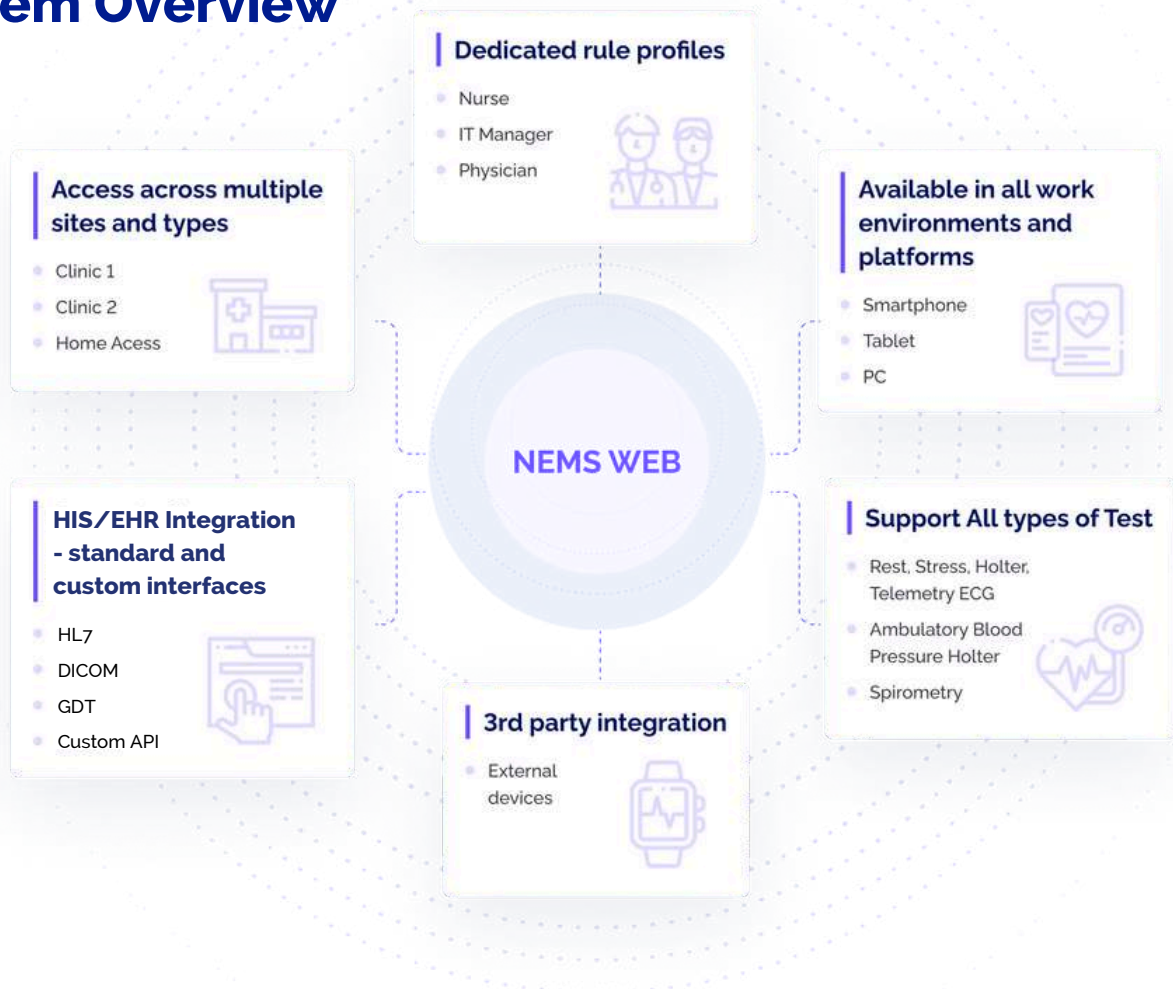 em Overview
Dedicated rule profiles
Nurse
IT Manager
Physician
Access across multiple
sites and types
Clinic 1
Clinic 2
Home Acess
Available in all work
environments and
platforms
Smartphone
Tablet
PC
NEMS WEB
HIS/EHR Integration
- standard and
custom interfaces
HL7
DICOM
GDT
Custom API
Support All types of Test
Rest, Stress, Holter,
Telemetry ECG
Ambulatory Blood
Pressure Holter
Spirometry
3rd party integration
External
devices